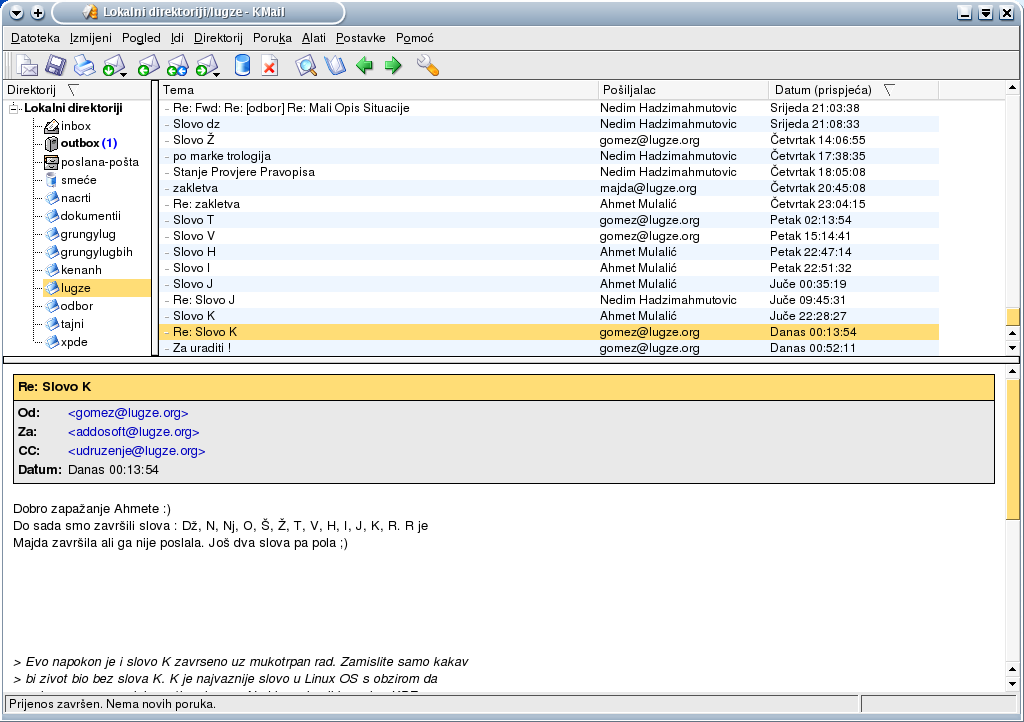 Lokalni direktoriji/lugze - KMail
Datoteka Izmijeni Pogled Idi Direktorij Poruka Alati Postavke Pomoć
Direktorij
Lokalni direktoriji
inbox
outbox (1)
poslana-pošta
smeće
nacrti
dokumentii
grungylug
grungylugbih
kenanh
lugze
odbor
tajni
xpde
Tema Pošiljalac Datum (prispjeća)
Re: Fwd: Re: [odbor] Re: Mali Opis Situacije Nedim Hadzimahmutovic Srijeda 21:03:38
Slovo dz Nedim Hadzimahmutovic Srijeda 21:08:33
Slovo Ž gomez@lugze.org Četvrtak 14:06:55
po marke trologija Nedim Hadzimahmutovic Četvrtak 17:38:35
Stanje Provjere Pravopisa Nedim Hadzimahmutovic Četvrtak 18:05:08
zakletva majda@lugze.org Četvrtak 20:45:08
Re: zakletva Ahmet Mulalić Četvrtak 23:04:15
Slovo T gomez@lugze.org Petak 02:13:54
Slovo V gomez@lugze.org Petak 15:14:41
Slovo H Ahmet Mulalić Petak 22:47:14
Slovo I Ahmet Mulalić Petak 22:51:32
Slovo J Ahmet Mulalić Juče 00:35:19
Re: Slovo J Nedim Hadzimahmutovic Juče 09:45:31
Slovo K Ahmet Mulalić Juče 22:28:27
Re: Slovo K gomez@lugze.org Danas 00:13:54
Za uraditi ! gomez@lugze.org Danas 00:52:11
Re: Slovo K
Od: <gomez@lugze.org>
Za: <addosoft@lugze.org>
CC: <udruzenje@lugze.org>
Datum: Danas 00:13:54
Dobro zapažanje Ahmete :)
Do sada smo završili slova : Dž, N, Nj, O, Š, Ž, T, V, H, I, J, K, R. R je
Majda završila ali ga nije poslala. Još dva slova pa pola ;)
> Evo napokon je i slovo K zavrseno uz mukotrpan rad. Zamislite samo kakav
> bi zivot bio bez slova K. K je najvaznije slovo u Linux OS s obzirom da
Prijenos završen. Nema novih poruka.